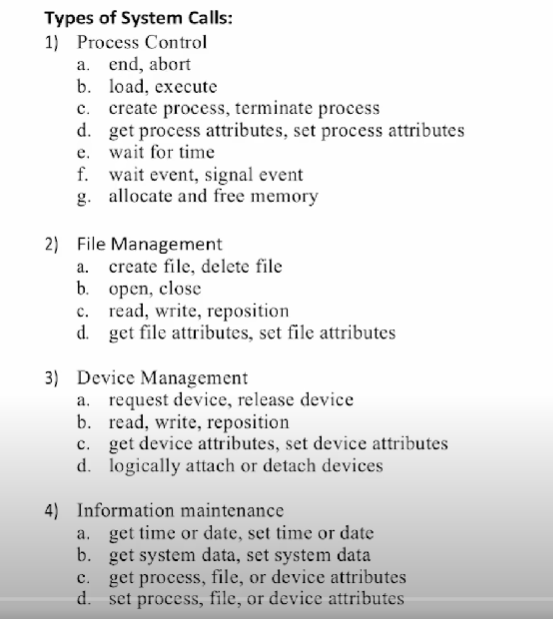 Types of System Calls:
1) Process Control
a. end, abort
b. load, execute
c. create process, terminate process
d. get process attributes, set process attributes
e. wait for time
f. wait event, signal event
g. allocate and free memory
2) File Management
a. create file, delete file
b. open, close
c. read, write, reposition
d. get file attributes, set file attributes
3) Device Management
a. request device, release device
b. read, write, reposition
c. get device attributes, set device attributes
d. logically attach or detach devices
4) Information maintenance
a. get time or date, set time or date
b. get system data, set system data
c. get process, file, or device attributes
d. set process, file, or device attributes